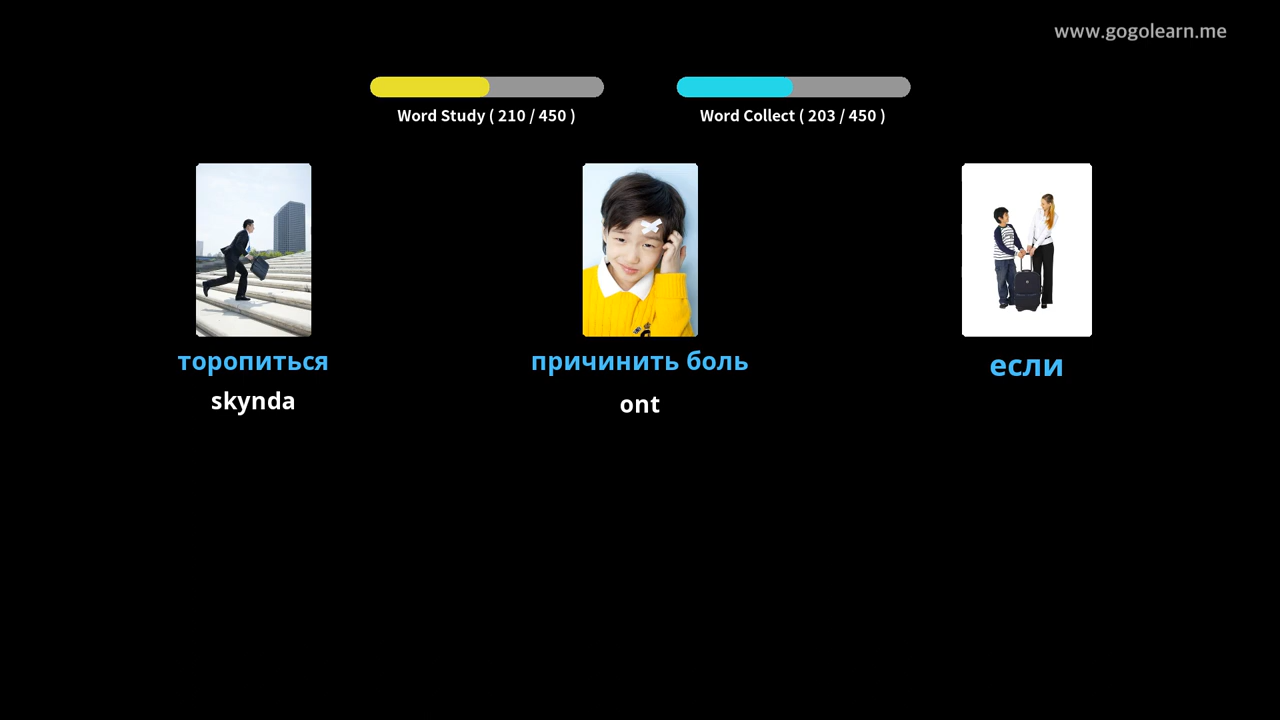 www.gogolearn.me
Word Study ( 210 / 450 )
Word Collect ( 203 / 450 )
торопиться
причинить боль
если
skynda
ont